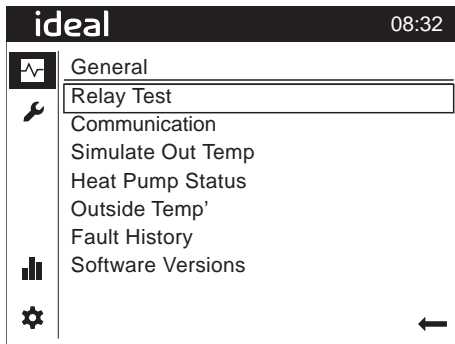 ideal 08:32
General
Relay Test
Communication
Simulate Out Temp
Heat Pump Status
Outside Temp'
Fault History
Software Versions